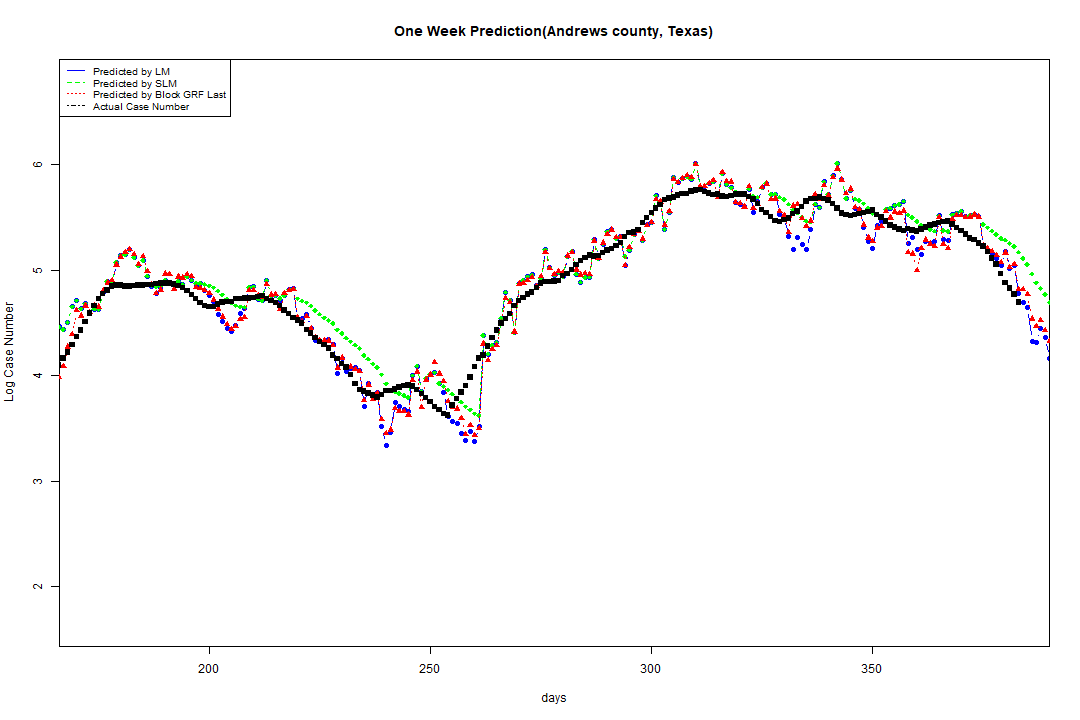 One Week Prediction(Andrews county, Texas)
Predicted by LM
Predicted by SLM
Predicted by Block GRF Last
Actual Case Number
6
5
4
3
2
Log Case Number
200
250
300
350
days